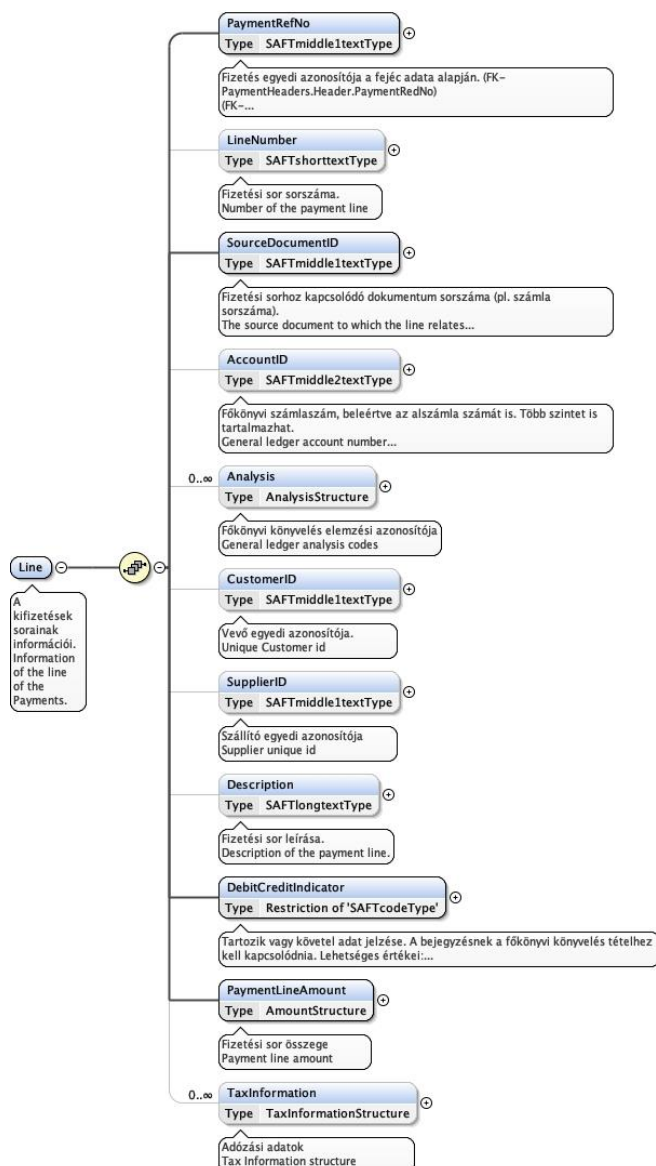 PaymentRefNo
Type SAFTmiddle1textType
Fizetés egyedi azonosítója a fejéc adata alapján. (FK-
PaymentHeaders.Header.PaymentRedNo)
(FK-...
LineNumber
Type SAFTshorttextType
Fizetési sor sorszáma.
Number of the payment line
SourceDocumentID
Type SAFTmiddle1textType
Fizetési sorhoz kapcsolódó dokumentum sorszáma (pl. számla
sorszáma).
The source document to which the line relates...
AccountID
Type SAFTmiddle2textType
Főkönyvi számlaszám, beleértve az alszámla számát is. Több szintet is
tartalmazhat.
General ledger account number...
0..∞
Analysis
Type AnalysisStructure
Főkönyvi könyvelés elemzési azonosítója
General ledger analysis codes
Line
A
kifizetések
sorainak
információi.
Information
of the line
of the
Payments.
CustomerID
Type SAFTmiddle1textType
Vevő egyedi azonosítója.
Unique Customer id
SupplierID
Type SAFTmiddle1textType
Szállító egyedi azonosítója
Supplier unique id
Description
Type SAFTlongtextType
Fizetési sor leírása.
Description of the payment line.
DebitCreditIndicator
Type Restriction of 'SAFTcodeType'
Tartozik vagy követel adat jelzése. A bejegyzésnek a főkönyvi könyvelés tételhez
kell kapcsolódnia. Lehetséges értékei:...
PaymentLineAmount
Type AmountStructure
Fizetési sor összege
Payment line amount
0..∞
TaxInformation
Type TaxInformationStructure
Adózási adatok
Tax Information structure